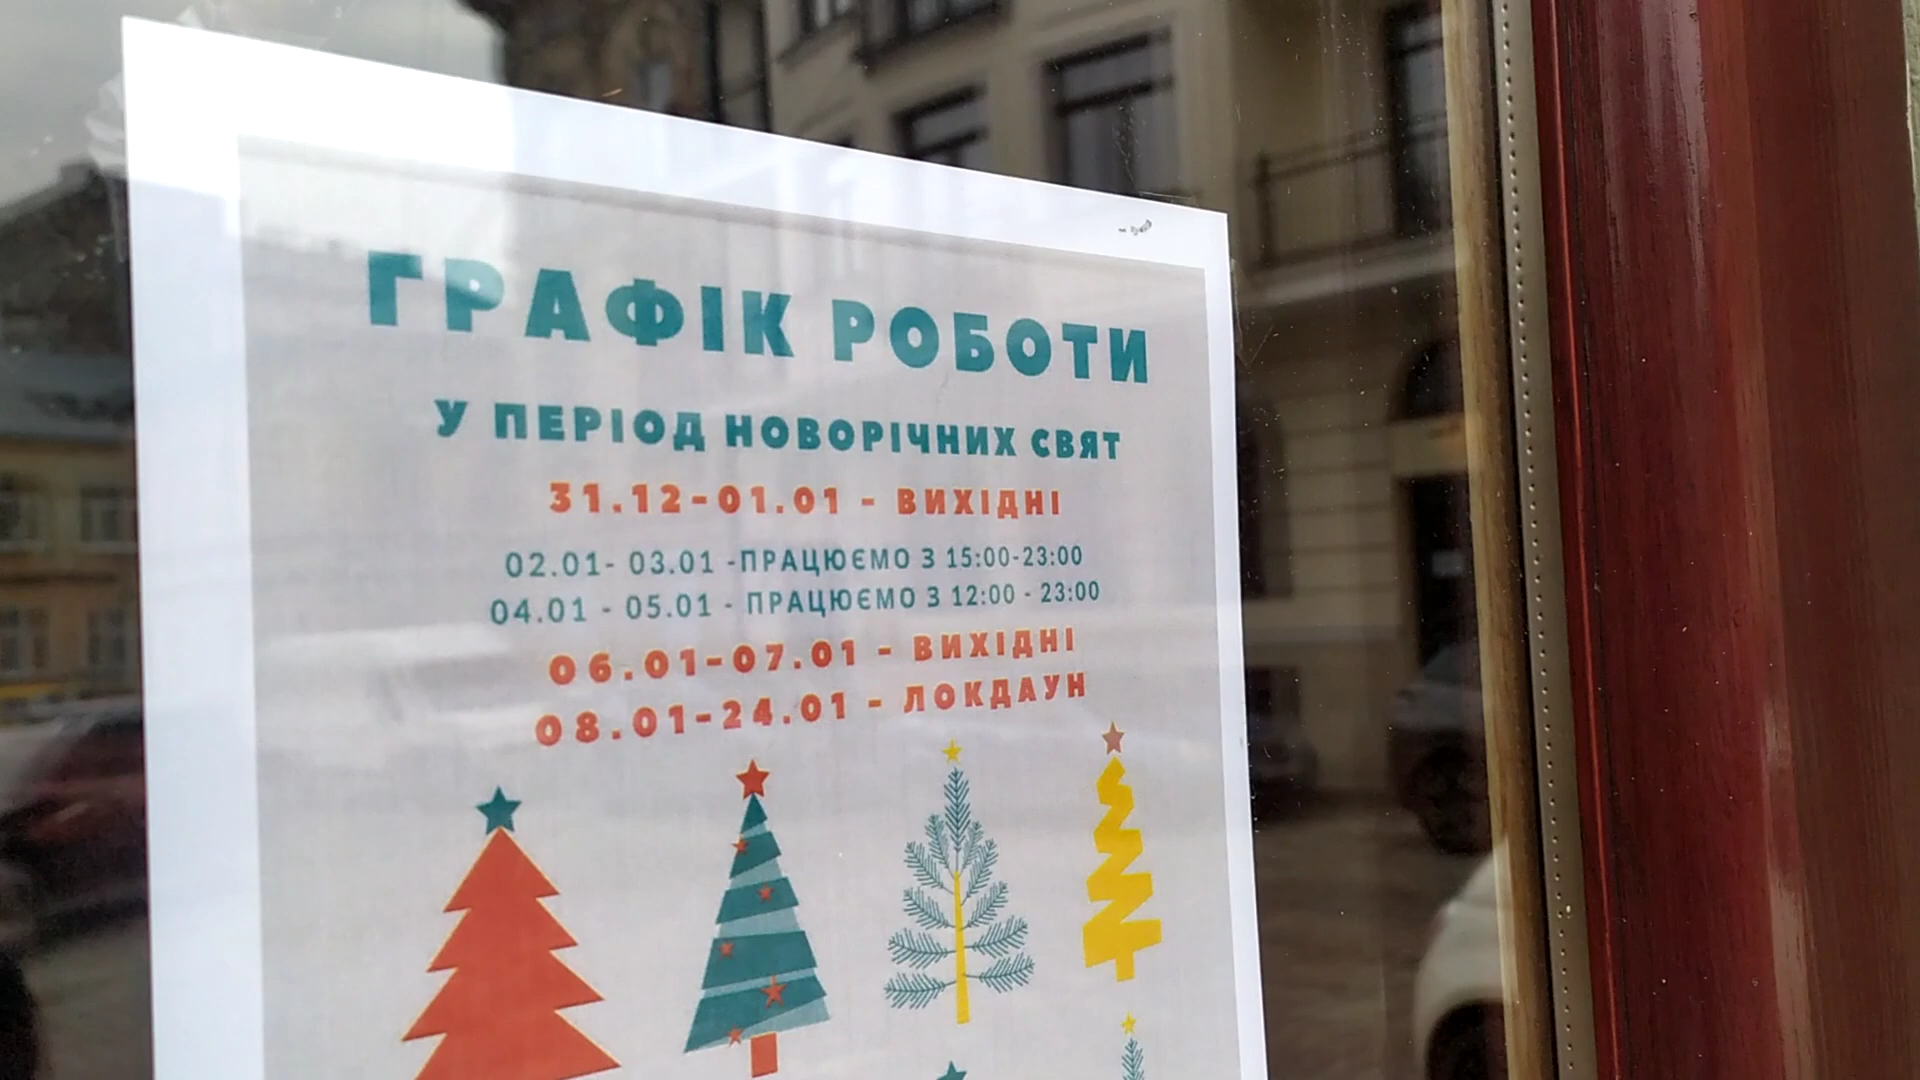 ГРАФІК РОБОТИ
У ПЕРІОД НОВОРІЧНИХ СВЯТ
31.12-01.01 - ВИХІДНІ
02.01- 03.01 -ПРАЦЮЄМО З 15:00-23:00
04.01 - 05.01 - ПРАЦЮЄМО З 12:00 - 23:00
06.01-07.01 - ВИХІДНІ
08.01-24.01 - ЛОКДАУН